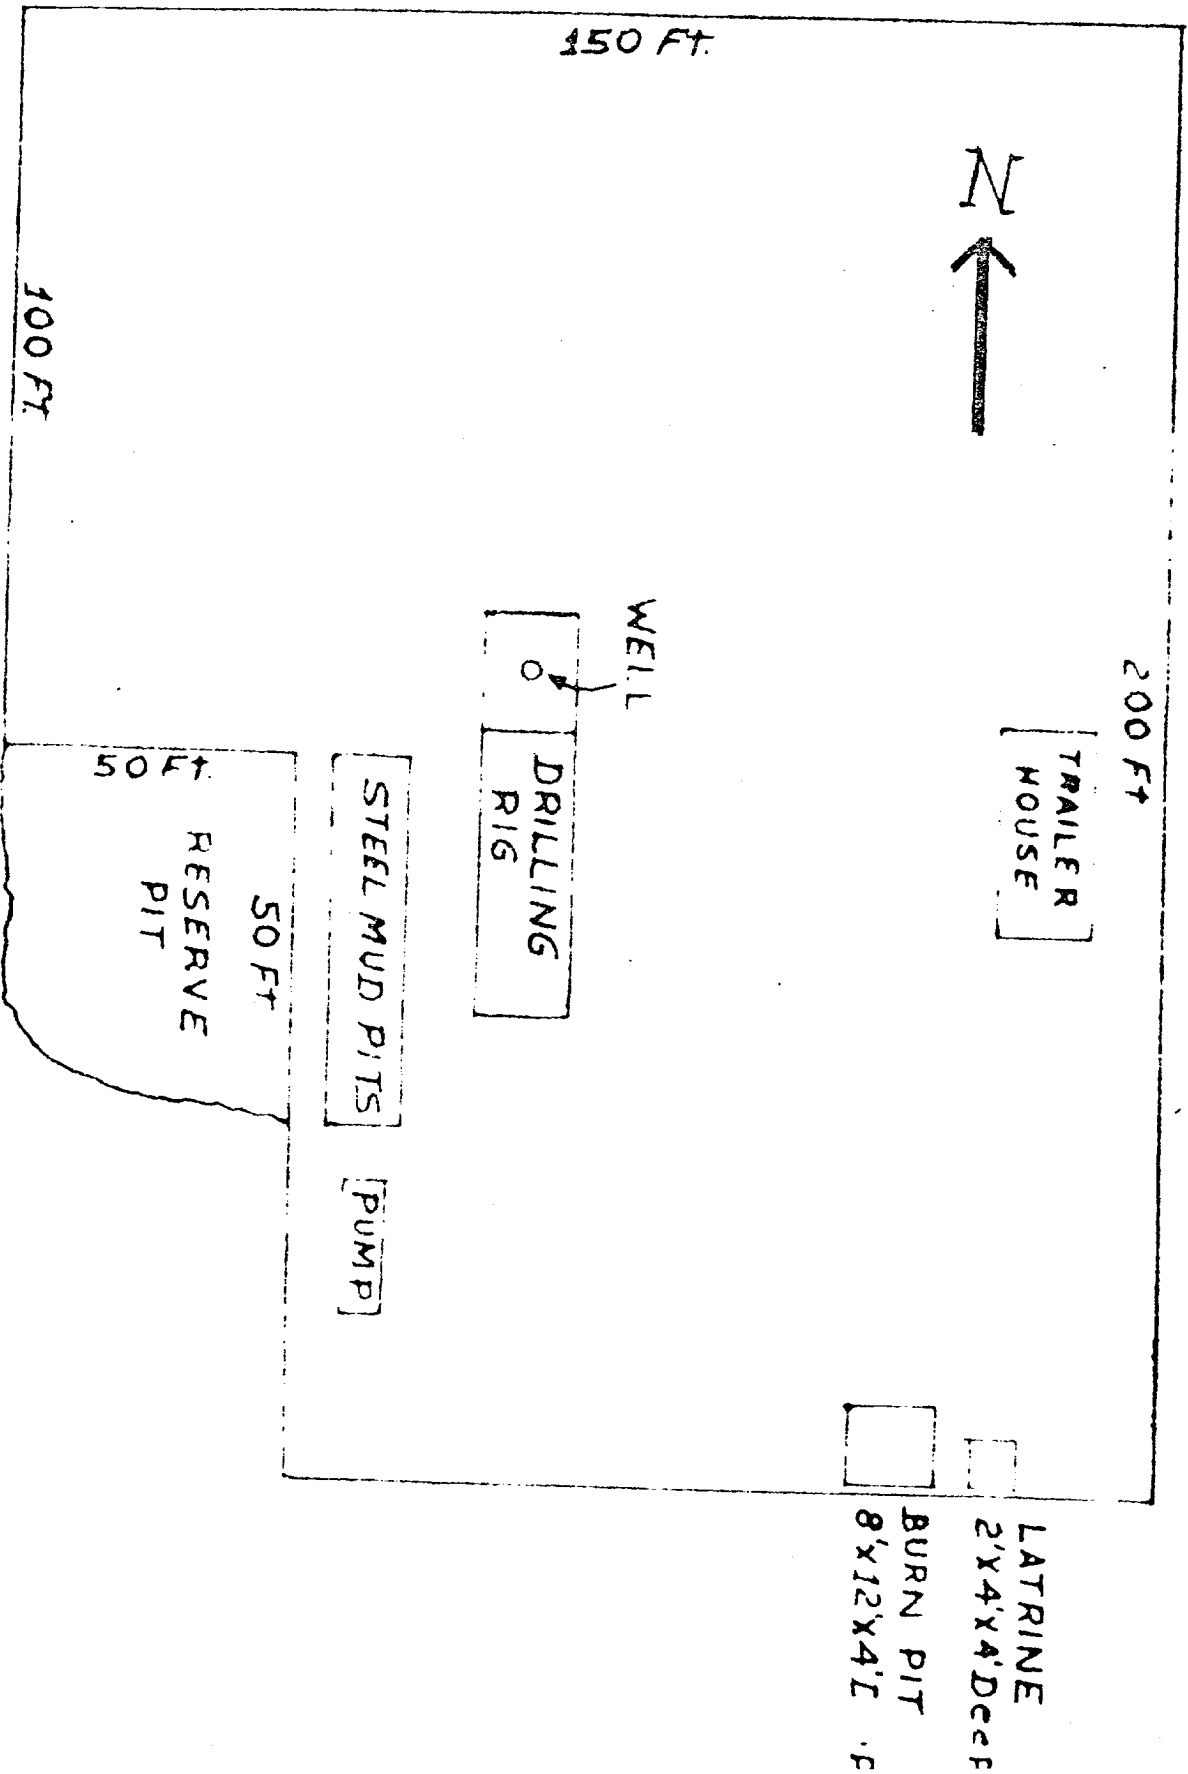 150 Ft.
N
100 FT
200 Ft
WELL
TRAILER
HOUSE
DRILLING
RIG
50 Ft.
STEEL MUD PITS
50 Ft
RESERVE
PIT
PUMP
LATRINE
2'X4'X4'Deep
BURN PIT
8'X12'X4'